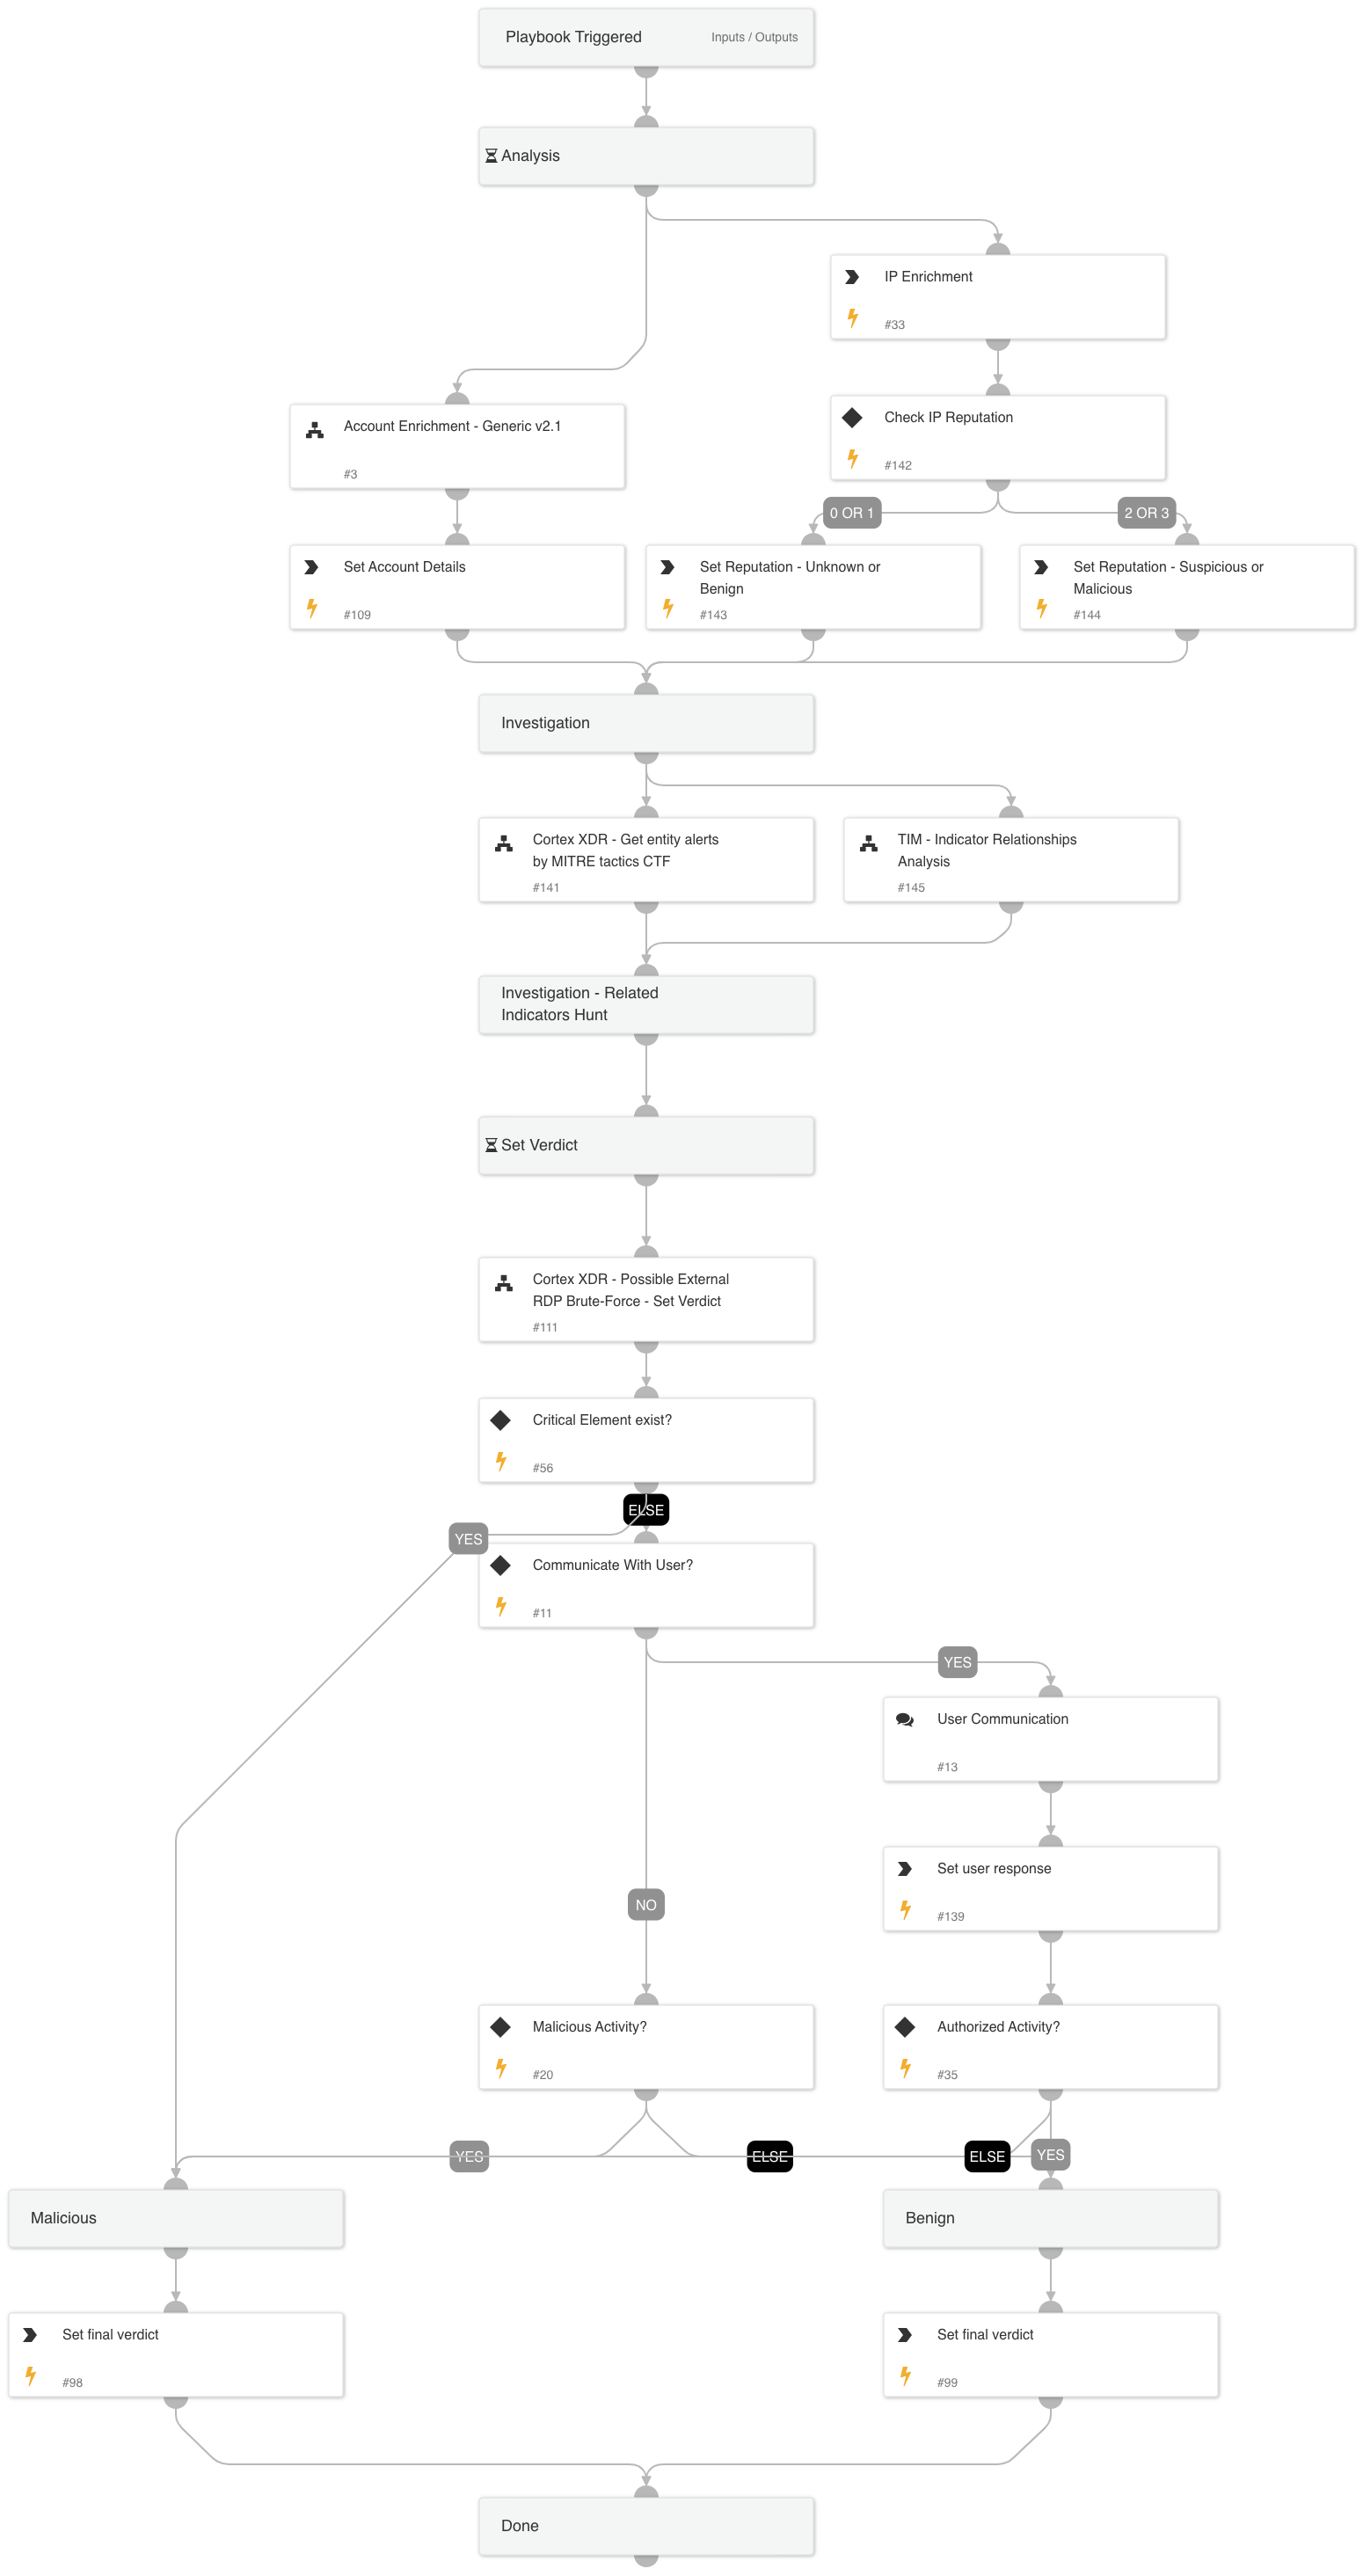 Playbook Triggered
Inputs / Outputs
Analysis
IP Enrichment
#33
Account Enrichment - Generic v2.1
#3
Check IP Reputation
#142
0 OR 1
2 OR 3
Set Account Details
#109
Set Reputation - Unknown or
Benign
#143
Set Reputation - Suspicious or
Malicious
#144
Investigation
Cortex XDR - Get entity alerts
by MITRE tactics CTF
#141
TIM - Indicator Relationships
Analysis
#145
Investigation - Related
Indicators Hunt
Set Verdict
Cortex XDR - Possible External
RDP Brute-Force - Set Verdict
#111
Critical Element exist?
#56
ELSE
YES
Communicate With User?
#11
YES
User Communication
#13
Set user response
#139
NO
Malicious Activity?
#20
Authorized Activity?
#35
YES
ELSE
ELSE
YES
Malicious
Benign
Set final verdict
#98
Set final verdict
#99
Done